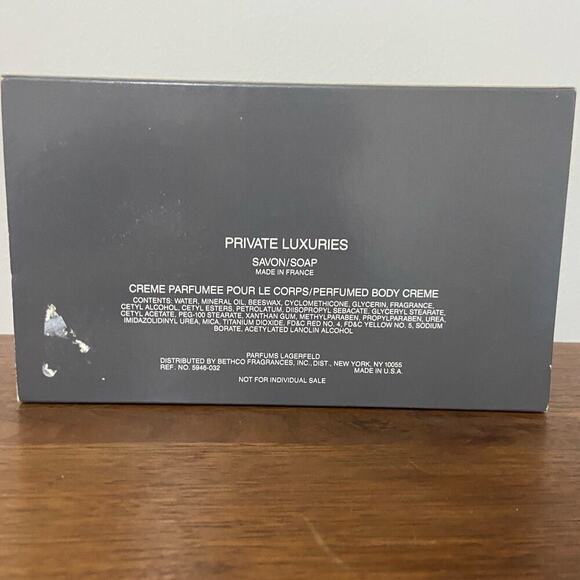 PRIVATE LUXURIES
SAVON/SOAP
MADE IN FRANCE
CREME PARFUMEE POUR LE CORPS/PERFUMED BODY CREME
CONTENTS: WATER, MINERAL OIL, BEESWAX, CYCLOMETHICONE, GLYCERIN, FRAGRANCE,
CETYL ALCOHOL, CETYL ESTERS, PETROLATUM, DIISOPROPYL SEBACATE, GLYCERYL STEARATE,
CETYL ACETATE, PEG-100 STEARATE, XANTHAN GUM, METHYLPARABEN, PROPYLPARABEN, UREA,
IMIDAZOLIDINYL UREA, MICA, TITANIUM DIOXIDE, FD&C RED NO. 4, FD&C YELLOW NO. 5, SODIUM
BORATE, ACETYLATED LANOLIN ALCOHOL
PARFUMS LAGERFELD
DISTRIBUTED BY BETHCO FRAGRANCES, INC., DIST., NEW YORK, NY 10055
REF. NO. 5946-032 MADE IN U.S.A.
NOT FOR INDIVIDUAL SALE